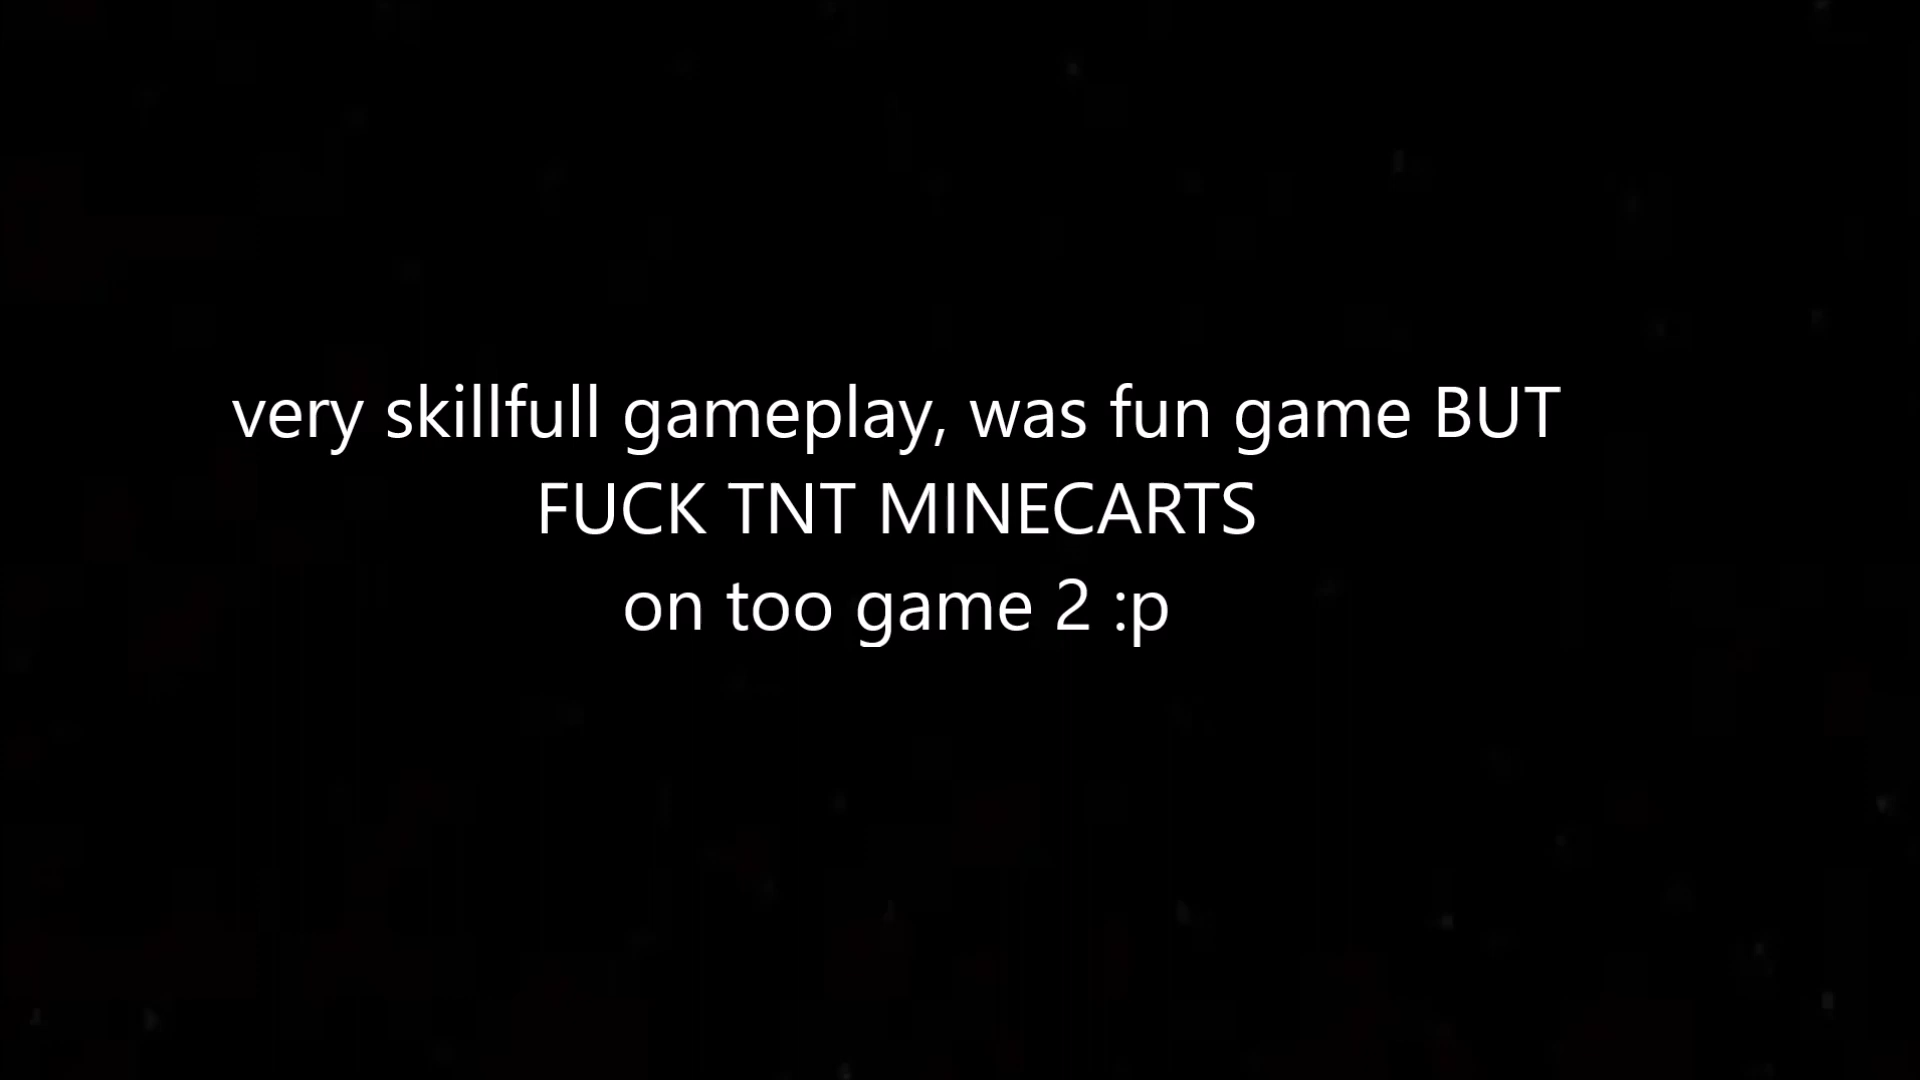 very skillfull gameplay, was fun game BUT
FUCK TNT MINECARTS
on too game 2 :p